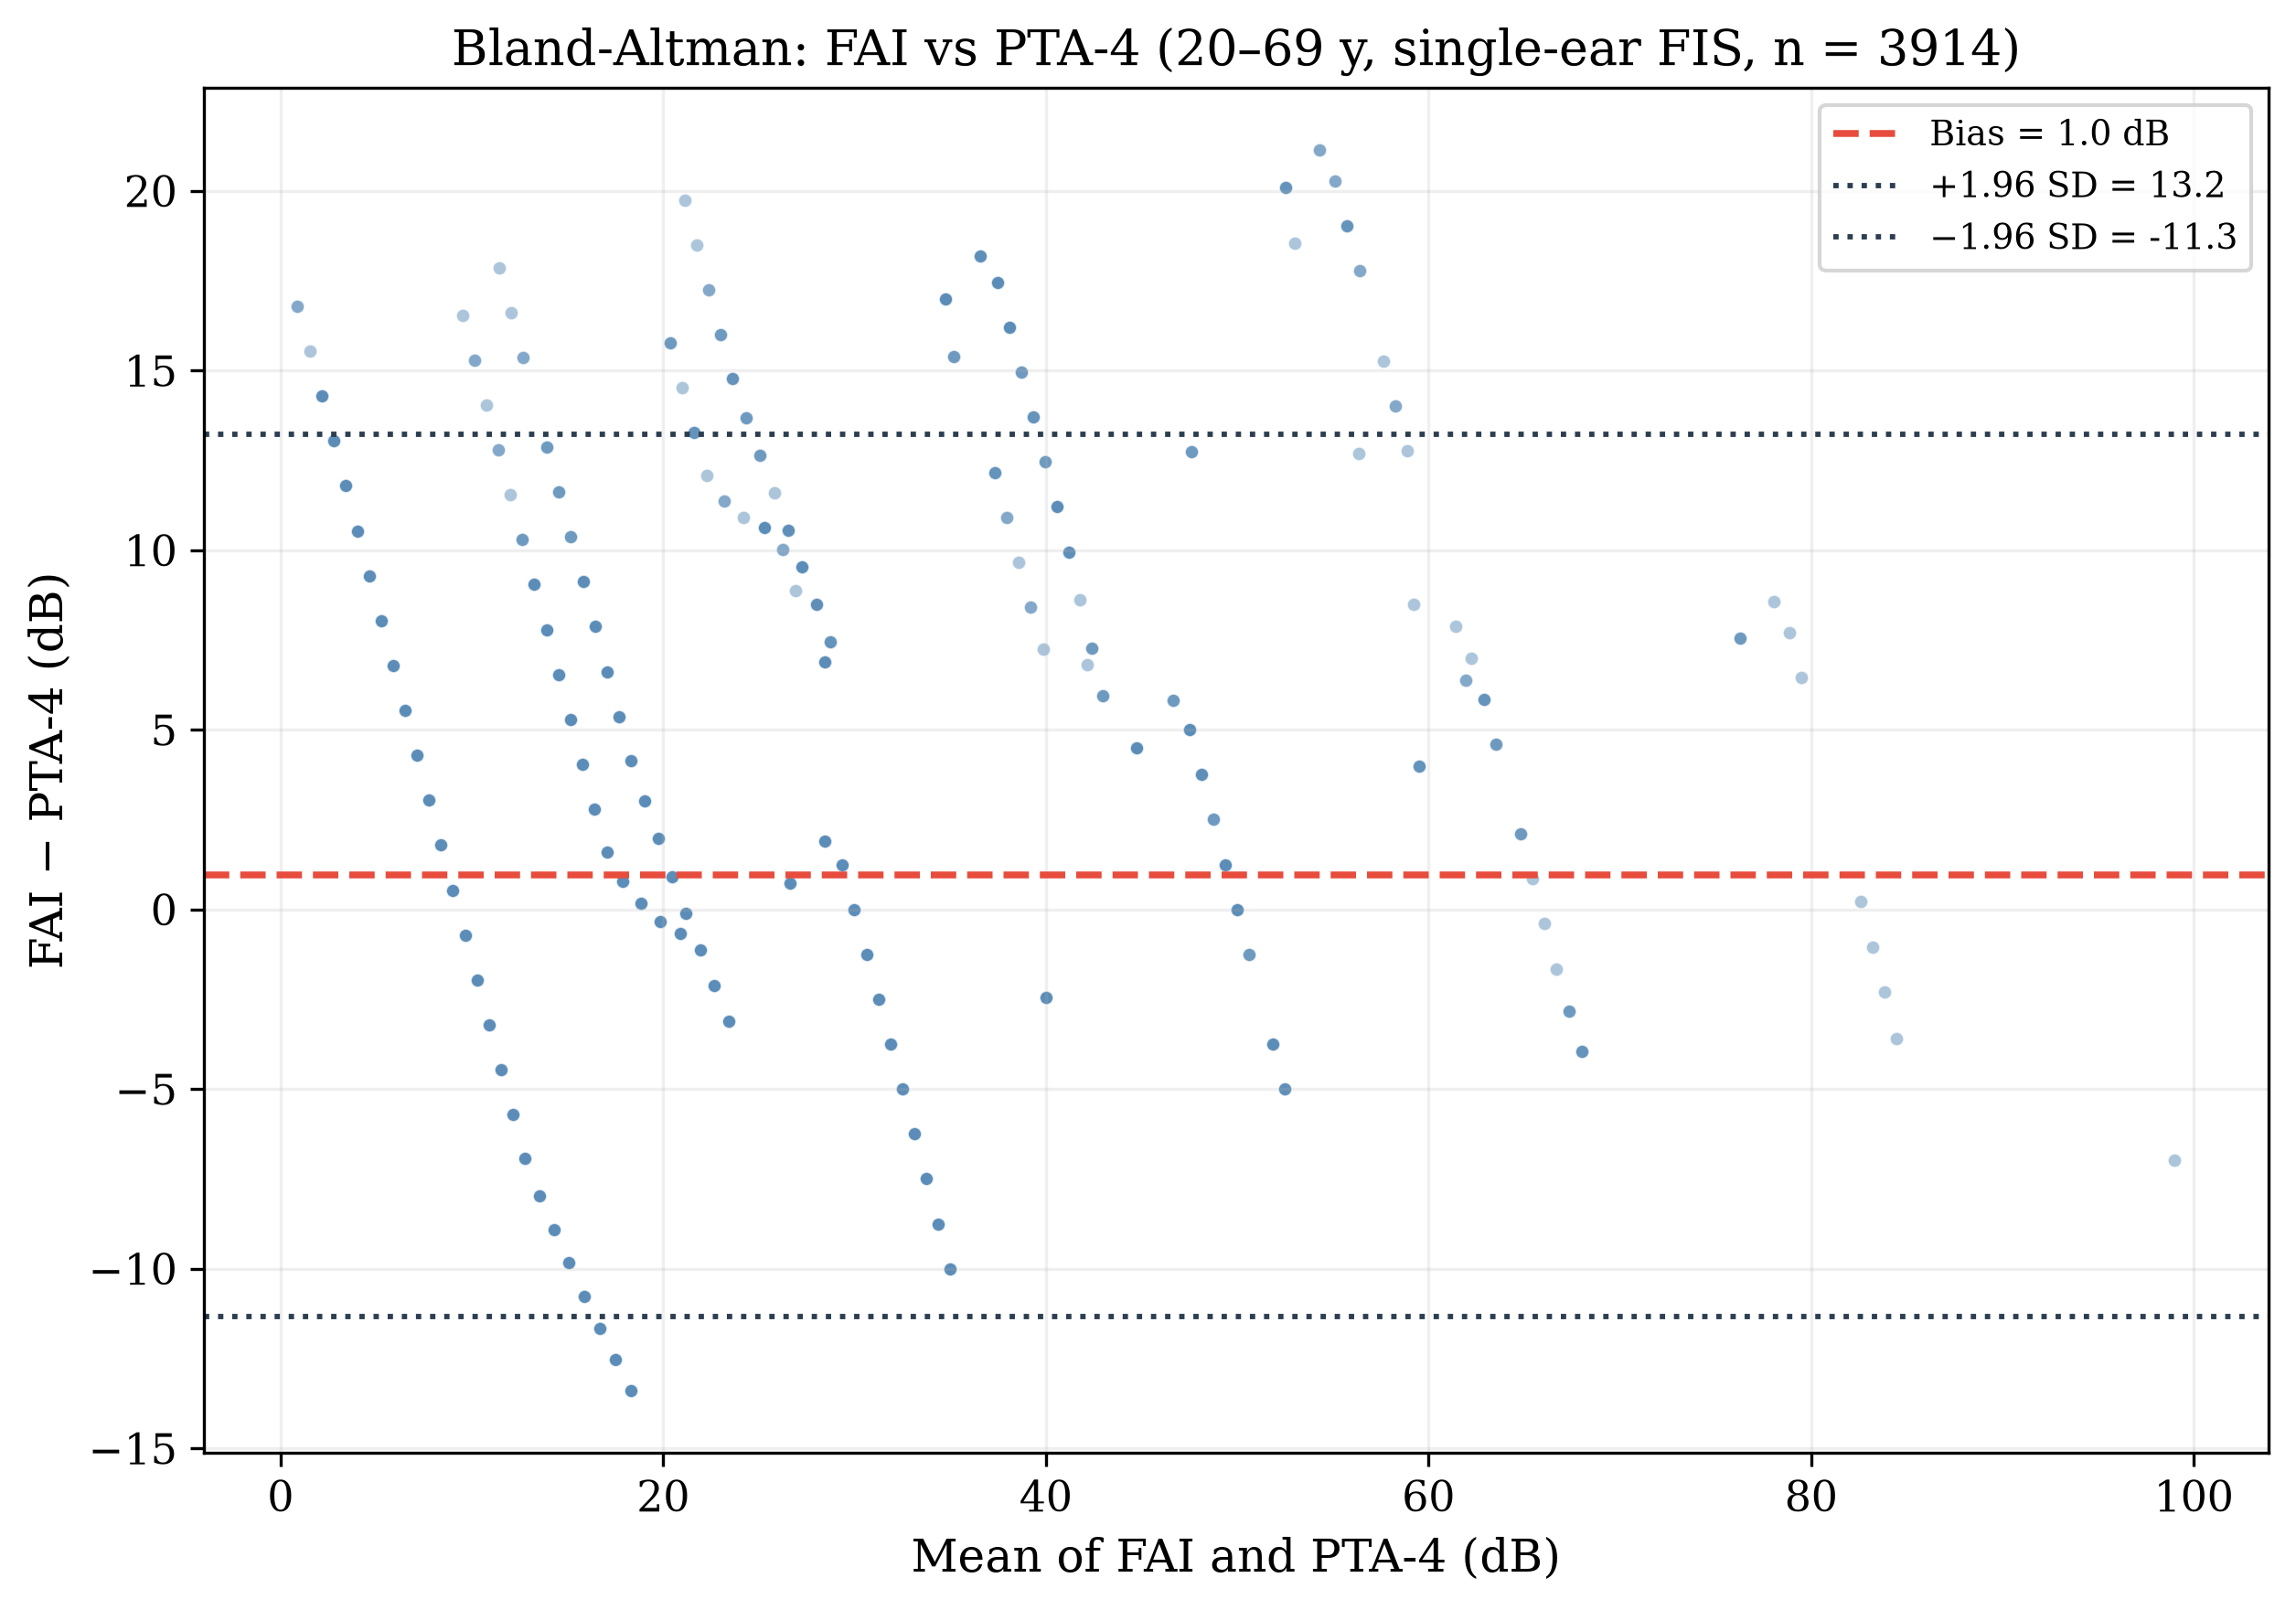 Bland-Altman: FAI vs PTA-4 (20–69 y, single-ear FIS, n = 3914)
Bias = 1.0 dB
+1.96 SD = 13.2
−1.96 SD = -11.3
FAI − PTA-4 (dB)
20
15
10
5
0
−5
−10
−15
0 20 40 60 80 100
Mean of FAI and PTA-4 (dB)